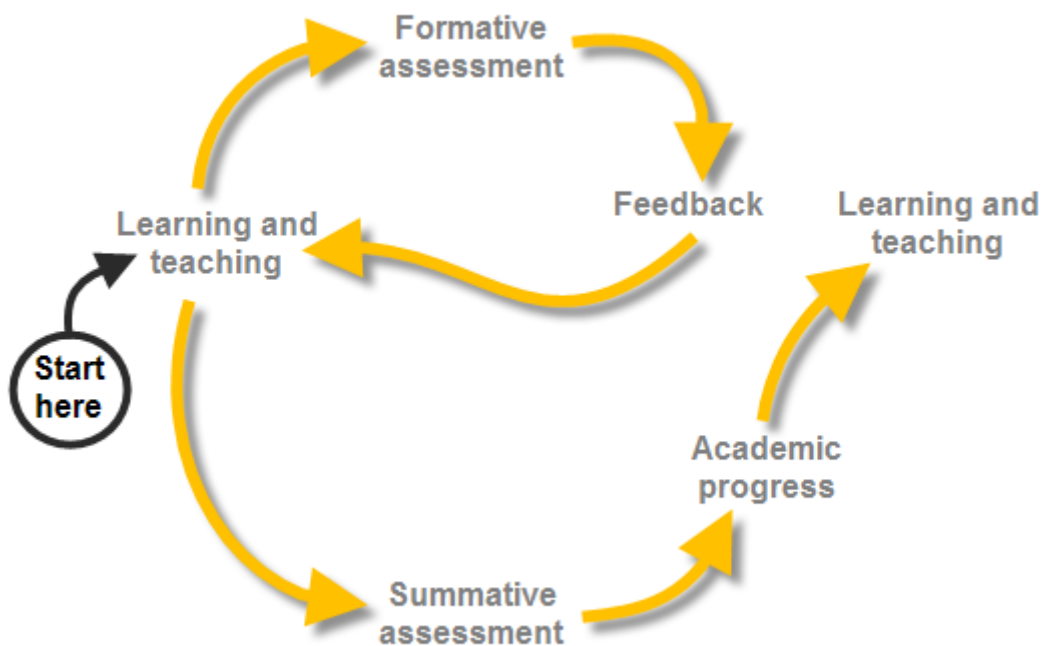 Formative
assessment
Feedback
Learning and
teaching
Learning and
teaching
Start
here
Academic
progress
Summative
assessment